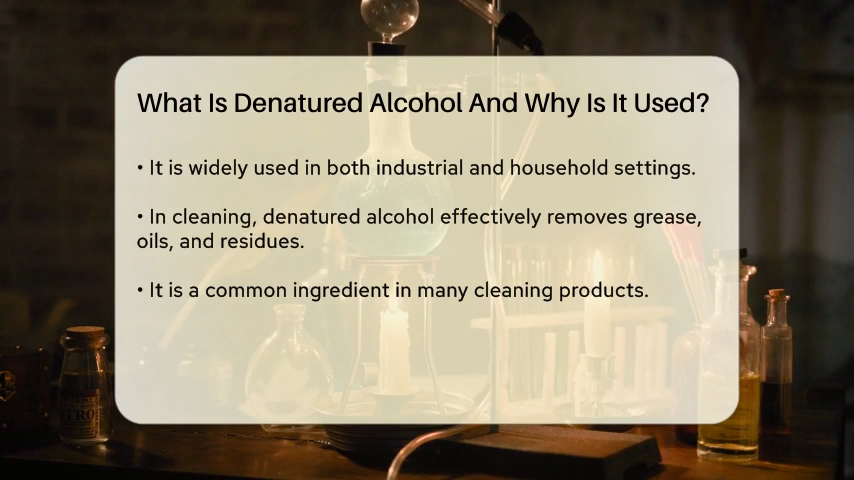 What Is Denatured Alcohol And Why Is It Used?
• It is widely used in both industrial and household settings.
• In cleaning, denatured alcohol effectively removes grease,
oils, and residues.
• It is a common ingredient in many cleaning products.